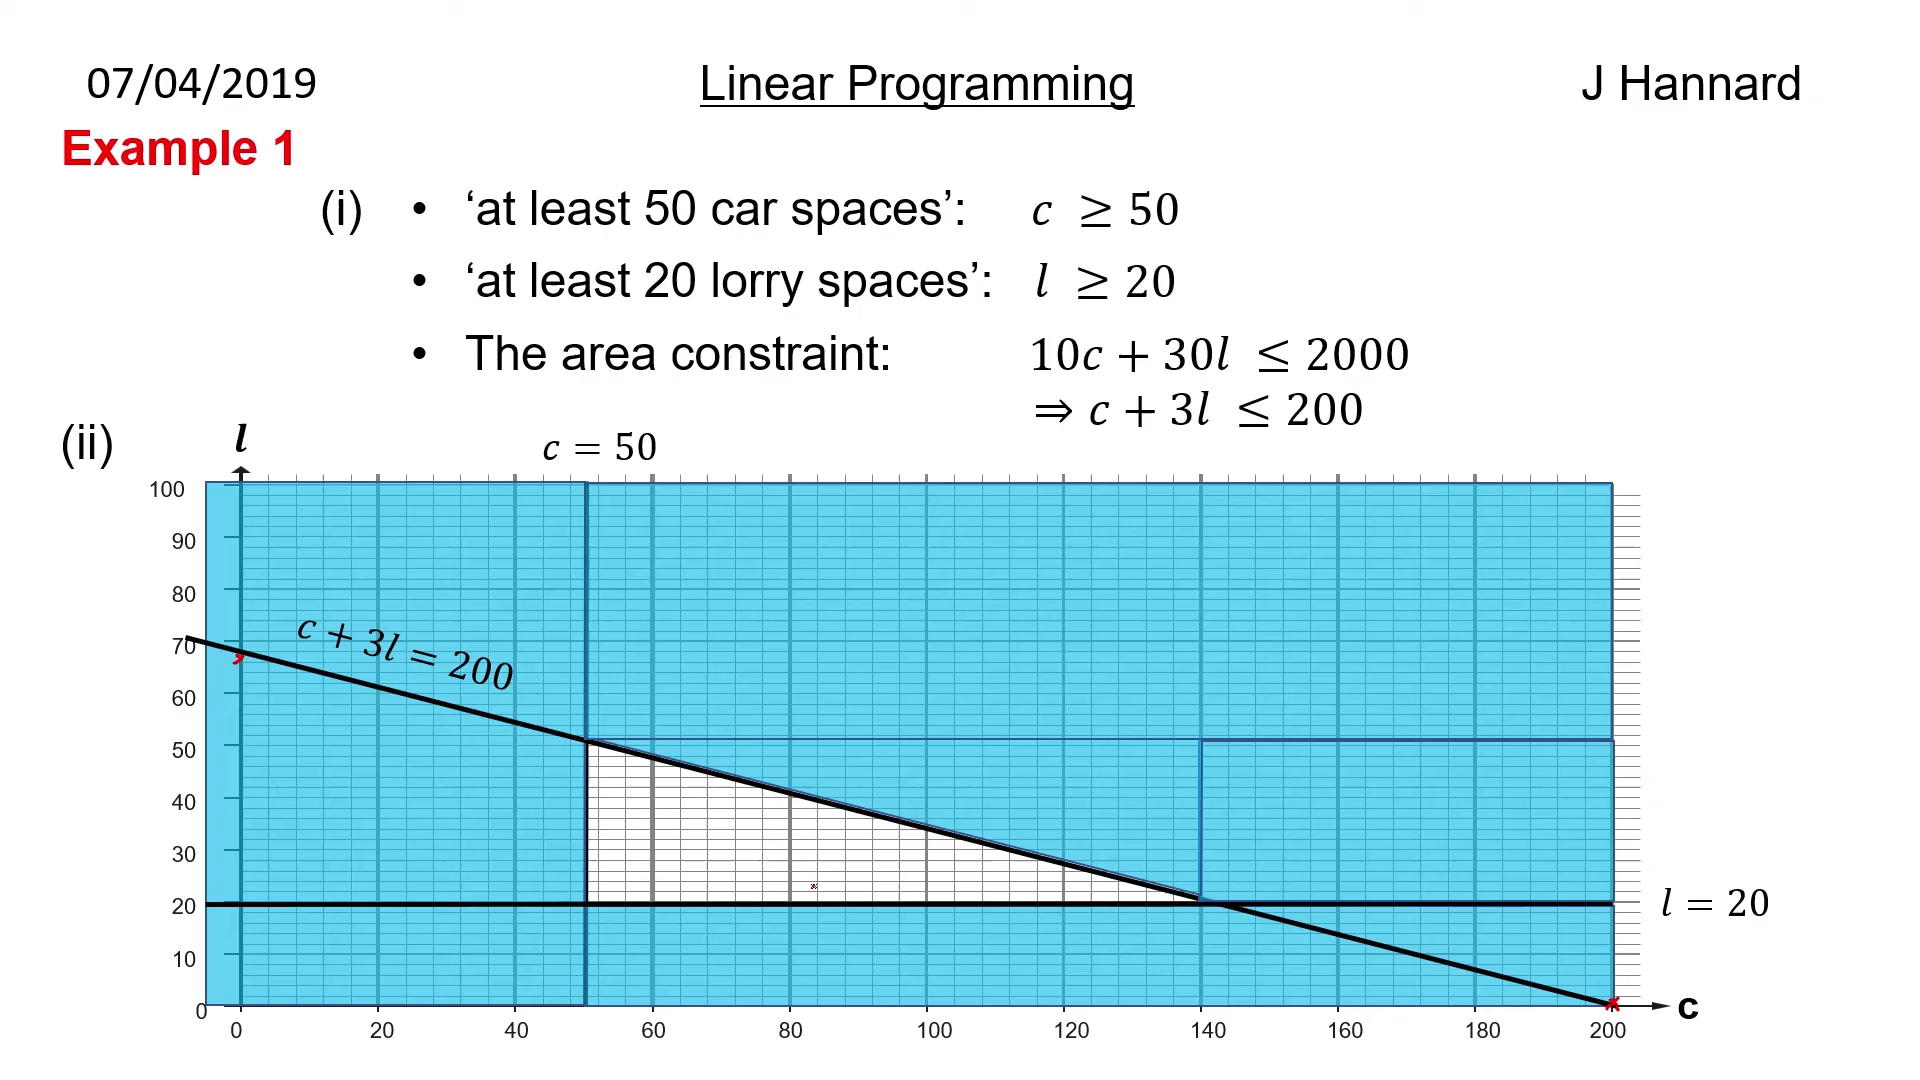 07/04/2019 Linear Programming J Hannard
Example 1
(i) • ‘at least 50 car spaces’: c ≥ 50
• ‘at least 20 lorry spaces’: l ≥ 20
• The area constraint: 10c + 30l ≤ 2000
⇒ c + 3l ≤ 200
(ii) l c = 50
100
90
80
70
c + 3l = 200
60
50
40
30
20 l = 20
10
0 c
0 20 40 60 80 100 120 140 160 180 200